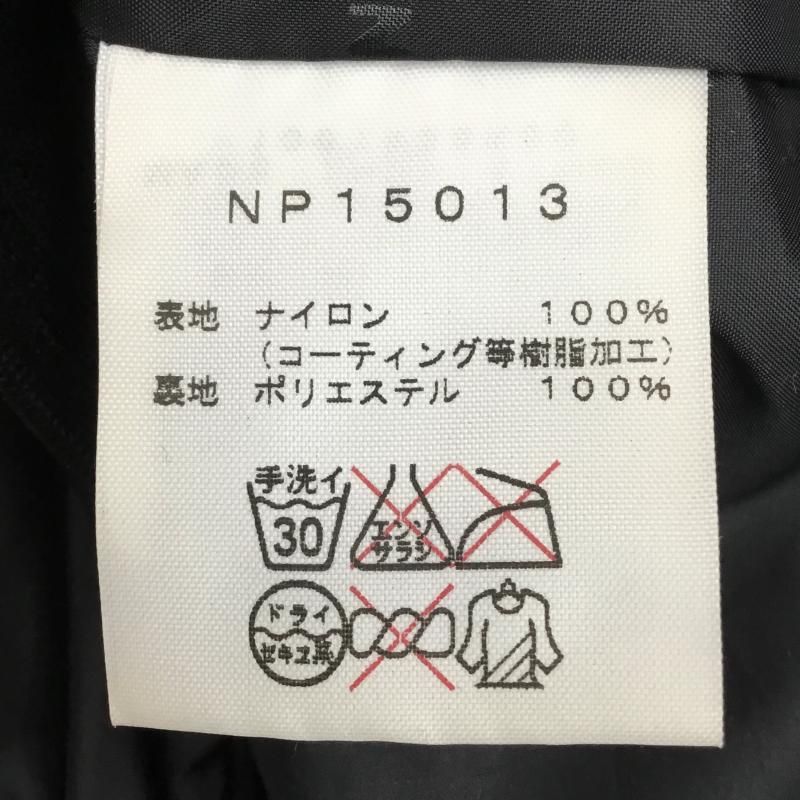 NP15013
表地 ナイロン 100%
(コーティング等樹脂加工)
裏地 ポリエステル 100%
手洗イ
30
エンソ
サラシ
ドライ
セキユ系